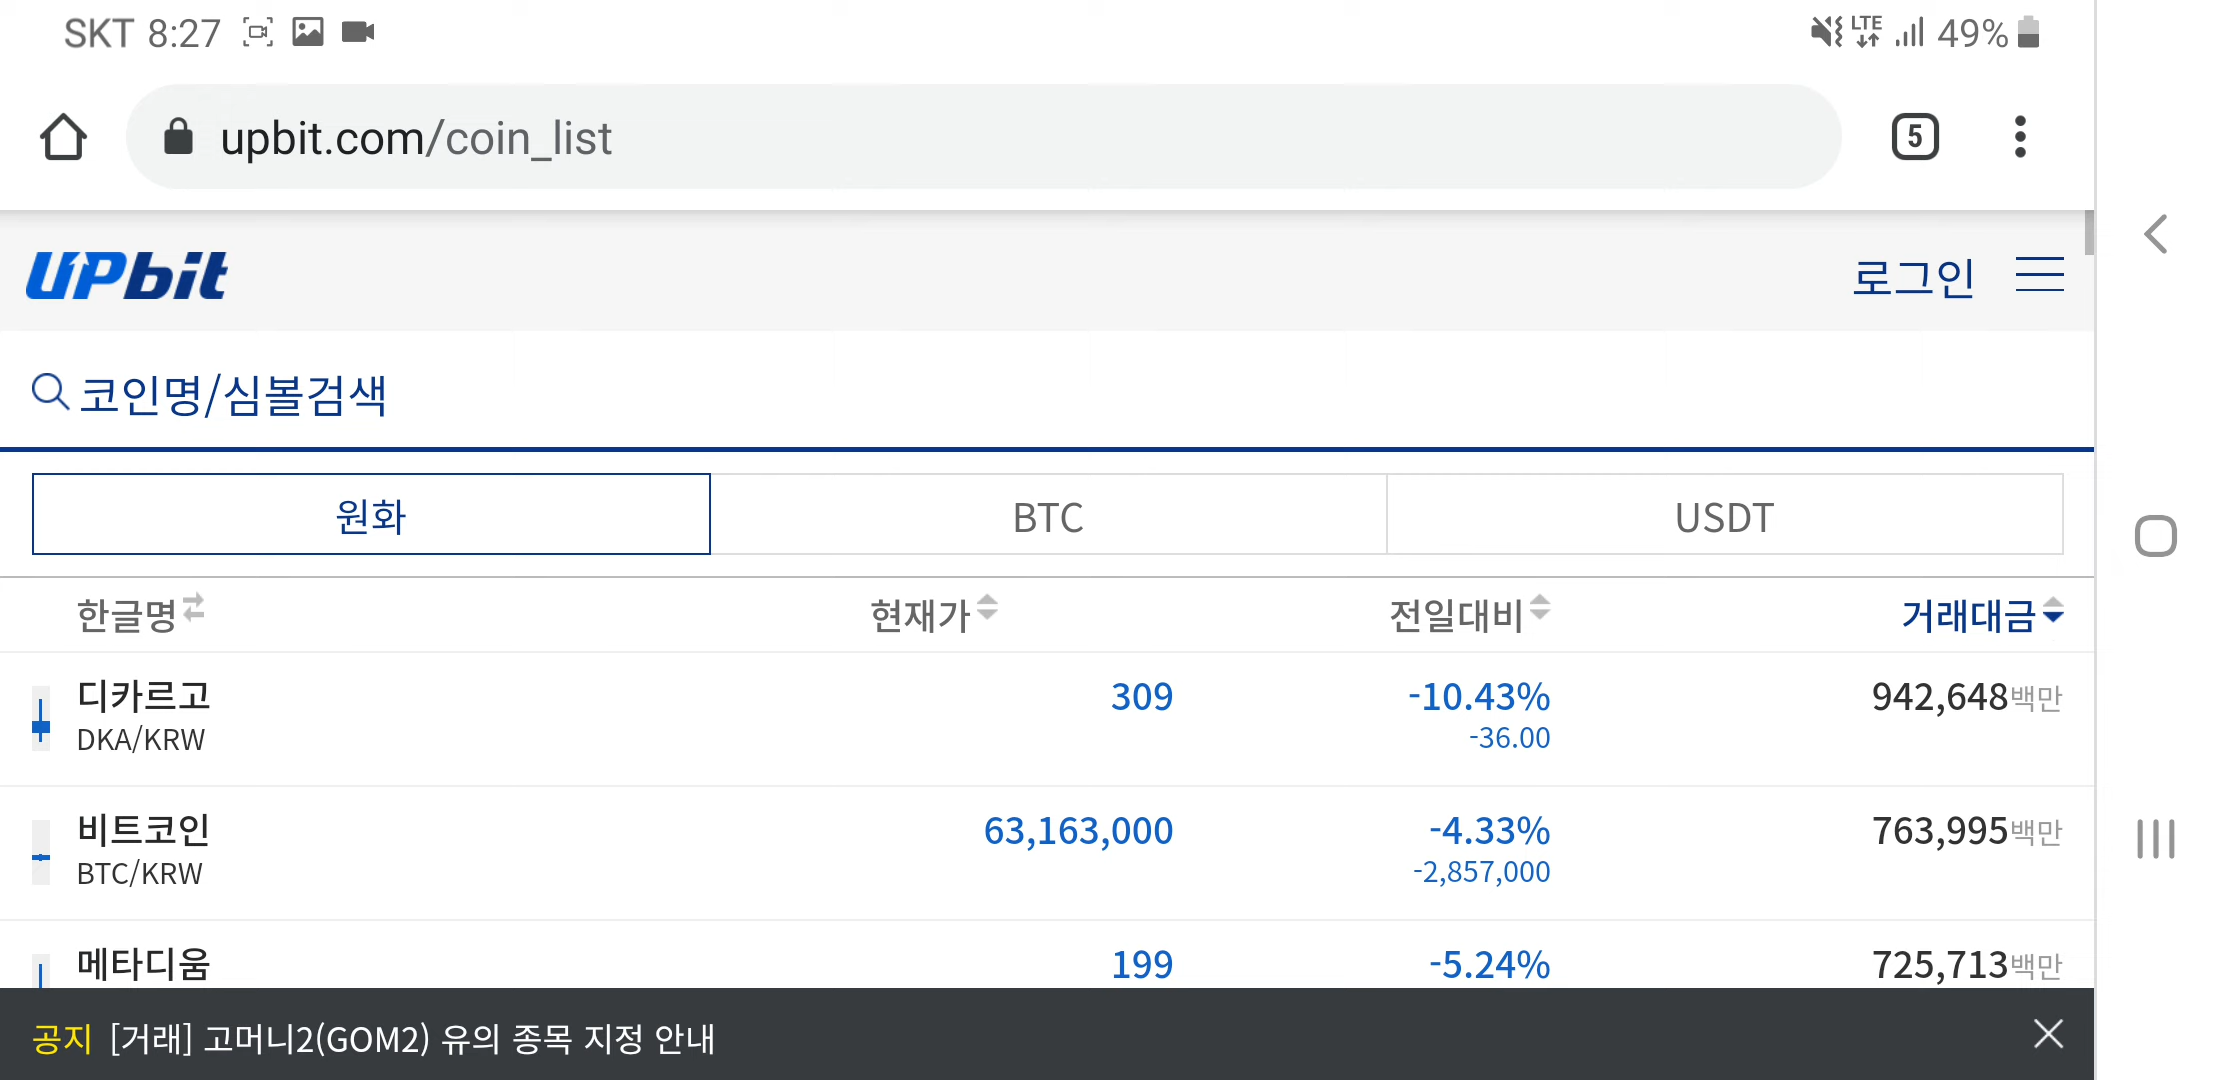 SKT 8:27 LTE 49%
upbit.com/coin_list 5
UPbit 로그인
코인명/심볼검색
원화 BTC USDT
한글명 현재가 전일대비 거래대금
디카르고 309 -10.43% 942,648백만
DKA/KRW -36.00
비트코인 63,163,000 -4.33% 763,995백만
BTC/KRW -2,857,000
메타디움 199 -5.24% 725,713백만
공지 [거래] 고머니2(GOM2) 유의 종목 지정 안내